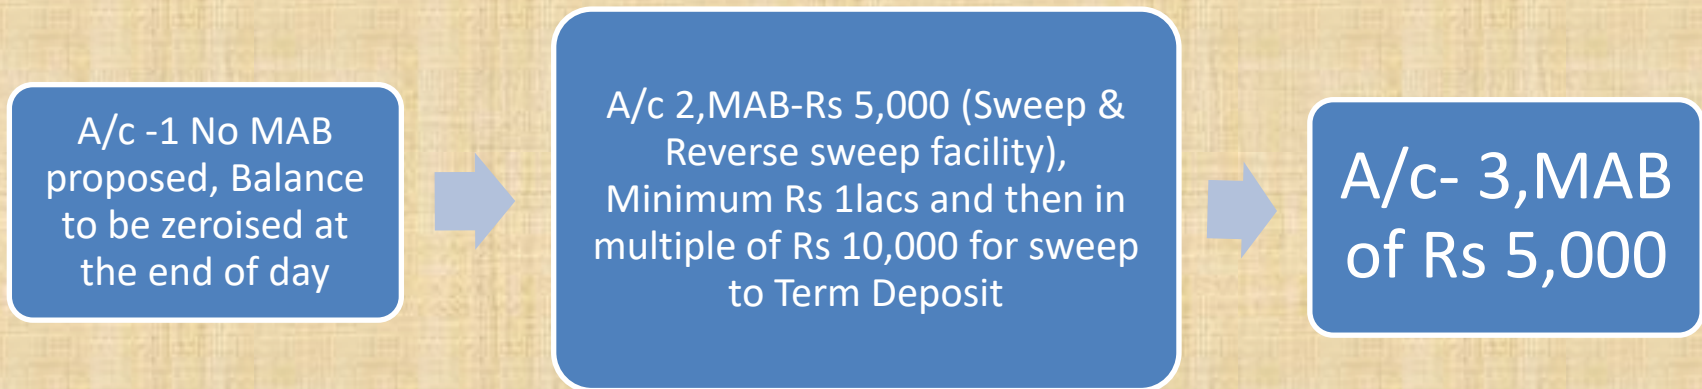 A/c -1 No MAB
proposed, Balance
to be zeroised at
the end of day
A/c 2,MAB-Rs 5,000 (Sweep &
Reverse sweep facility),
Minimum Rs 1lacs and then in
multiple of Rs 10,000 for sweep
to Term Deposit
A/c- 3,MAB
of Rs 5,000